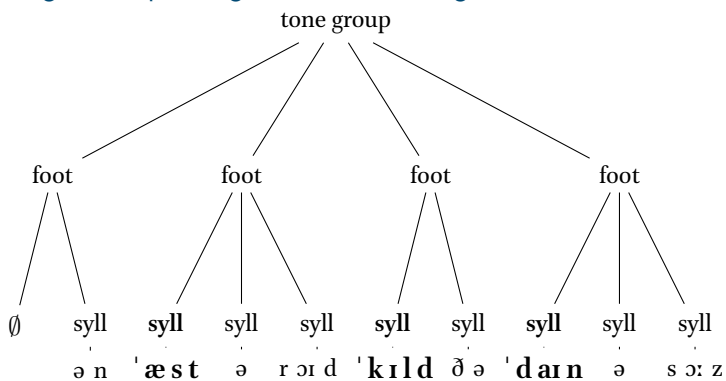 tone group
foot foot foot foot
∅ syll syll syll syll syll syll syll syll syll
ə n ˈæ s t ə r ɔɪ d ˈk ɪ l d ð ə ˈd aɪ n ə s ɔː z